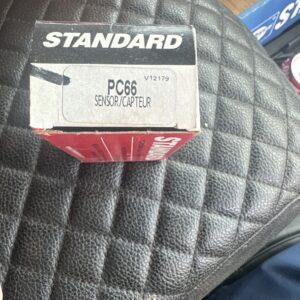 STANDARD
V12179
PC66
SENSOR/CAPTEUR